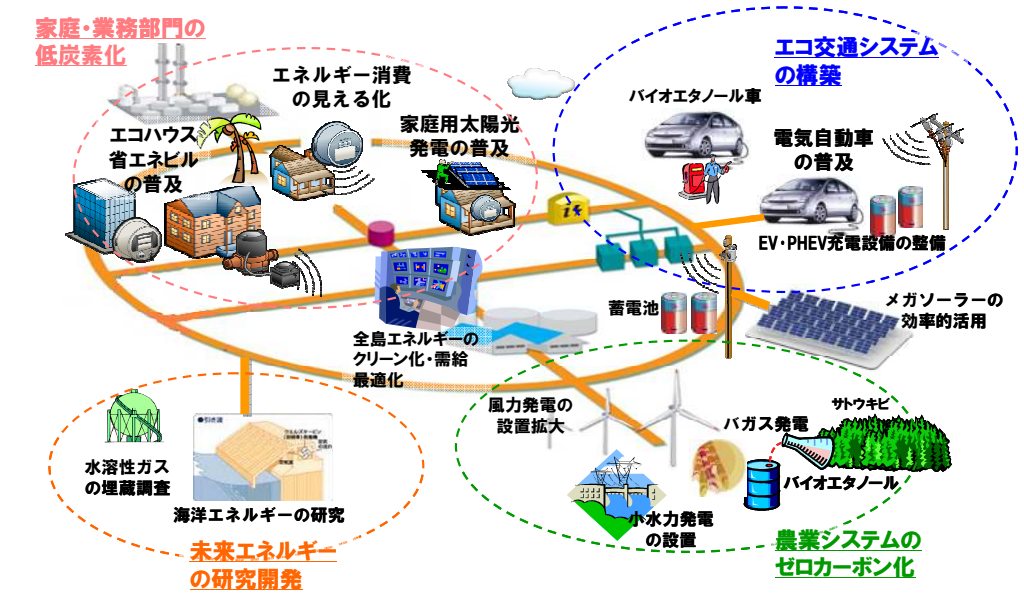 家庭・業務部門の
低炭素化
エネルギー消費
の見える化
エコハウス
省エネビル
の普及
家庭用太陽光
発電の普及
エコ交通システム
の構築
バイオエタノール車
電気自動車
の普及
EV・PHEV充電設備の整備
蓄電池
メガソーラーの
効率的活用
全島エネルギーの
クリーン化・需給
最適化
風力発電の
設置拡大
サトウキビ
バガス発電
バイオエタノール
小水力発電
の設置
農業システムの
ゼロカーボン化
水溶性ガス
の埋蔵調査
●引き波
海洋エネルギーの研究
未来エネルギー
の研究開発